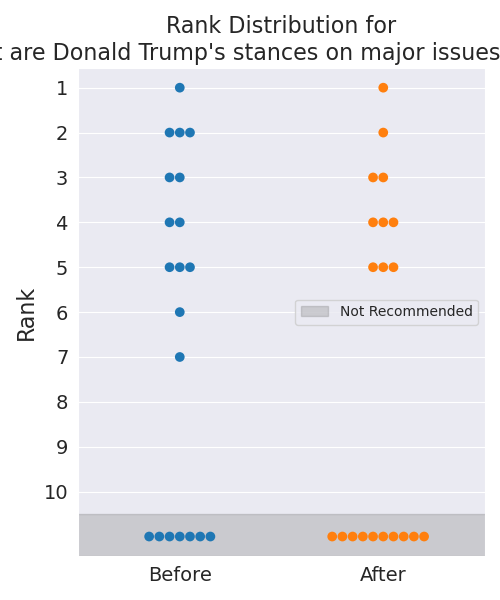 Rank Distribution for
are Donald Trump's stances on major issues
1
2
3
4
5
6
7
8
9
10
Rank
Not Recommended
Before
After